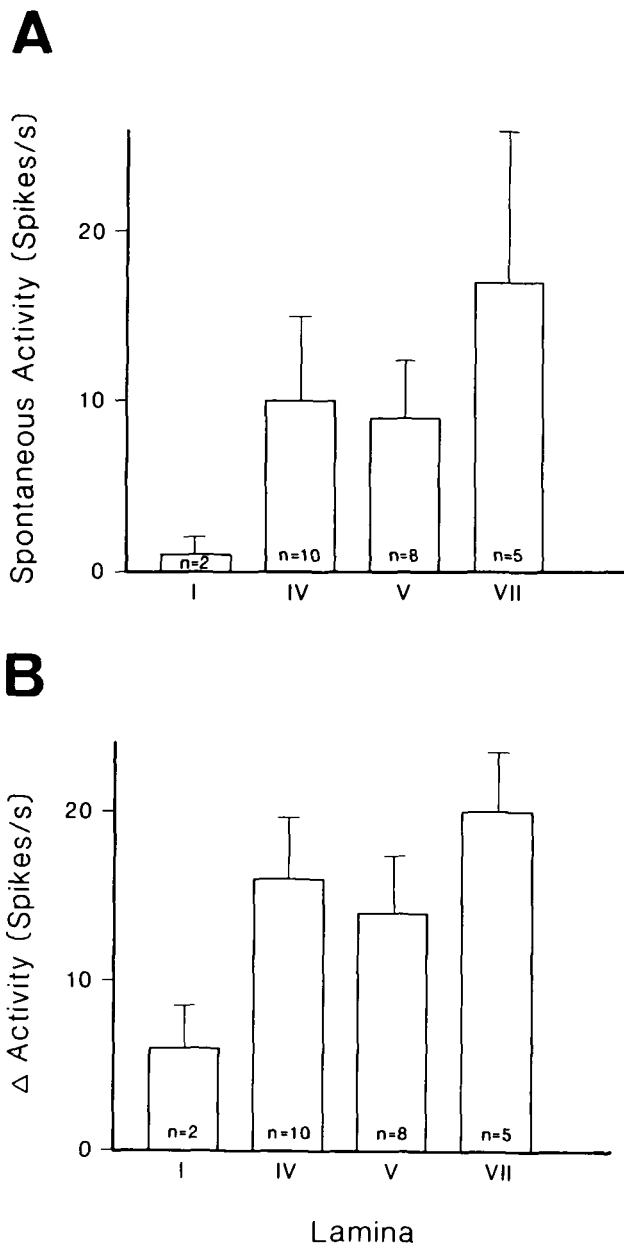 A
Spontaneous Activity (Spikes/s)
20
10
0
n=2
n=10
n=8
n=5
I
IV
V
VII
B
Δ Activity (Spikes/s)
20
10
0
n=2
n=10
n=8
n=5
I
IV
V
VII
Lamina